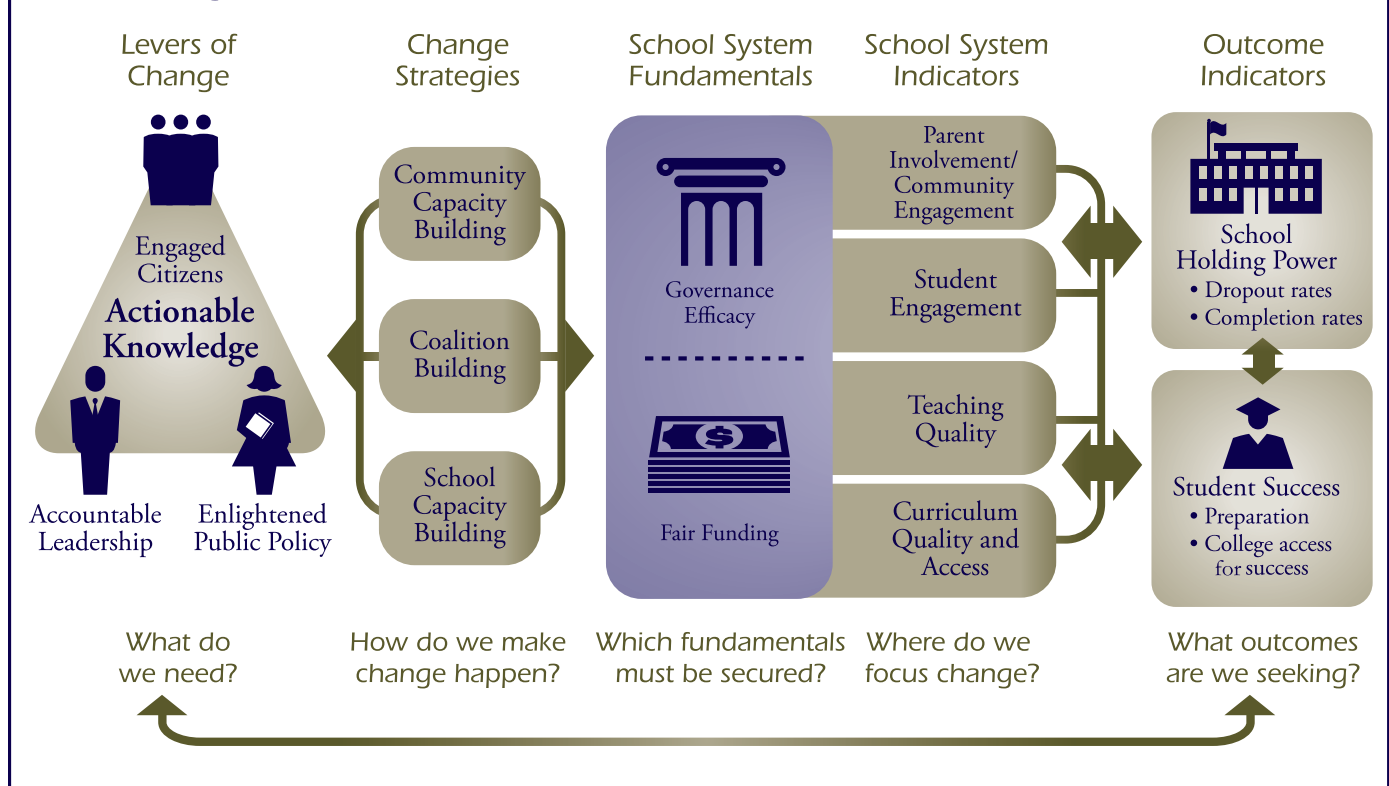 Levers of
Change
Change
Strategies
School System
Fundamentals
School System
Indicators
Outcome
Indicators
Engaged
Citizens
Actionable
Knowledge
Accountable
Leadership
Enlightened
Public Policy
Community
Capacity
Building
Coalition
Building
School
Capacity
Building
Governance
Efficacy
$
Fair Funding
Parent
Involvement/
Community
Engagement
Student
Engagement
Teaching
Quality
Curriculum
Quality and
Access
School
Holding Power
• Dropout rates
• Completion rates
Student Success
• Preparation
• College access
for success
What do
we need?
How do we make
change happen?
Which fundamentals
must be secured?
Where do we
focus change?
What outcomes
are we seeking?